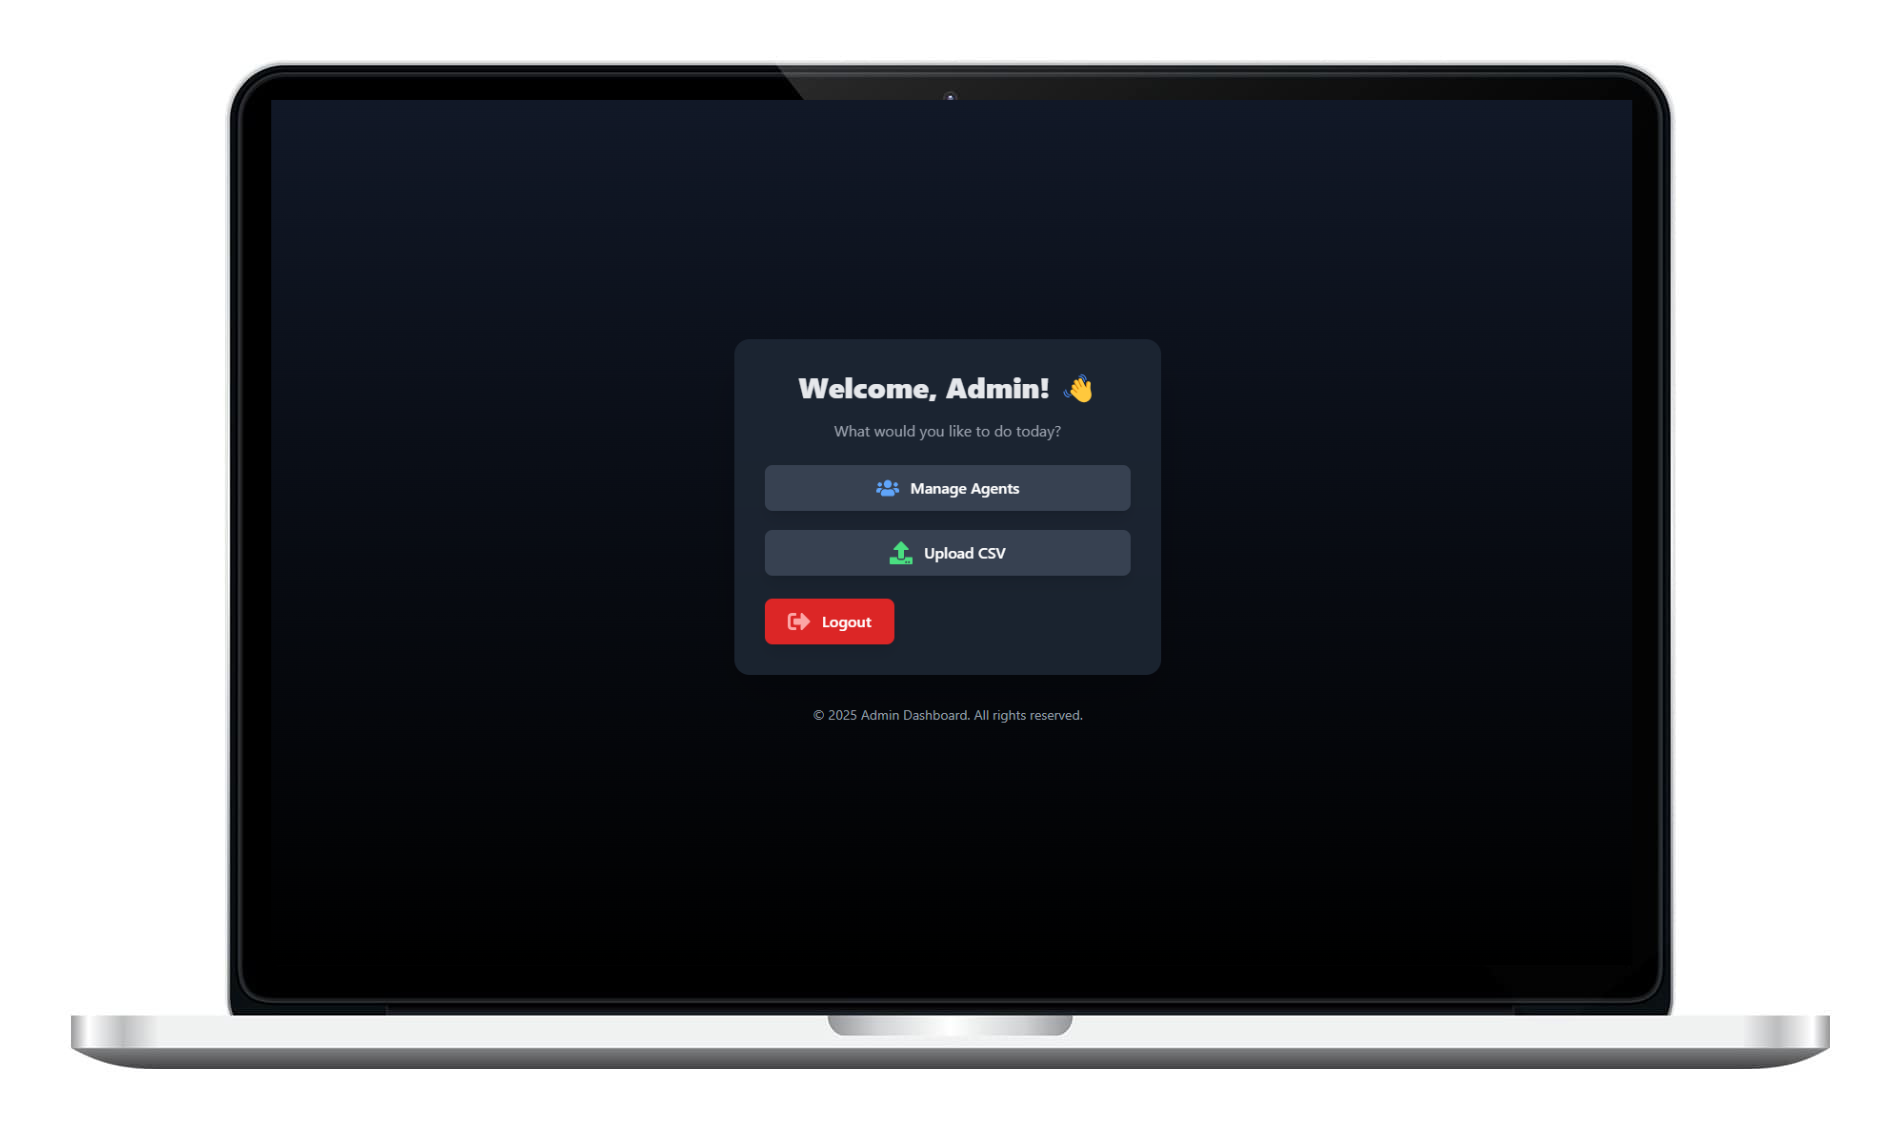 Welcome, Admin! 👋
What would you like to do today?
Manage Agents
Upload CSV
Logout
© 2025 Admin Dashboard. All rights reserved.